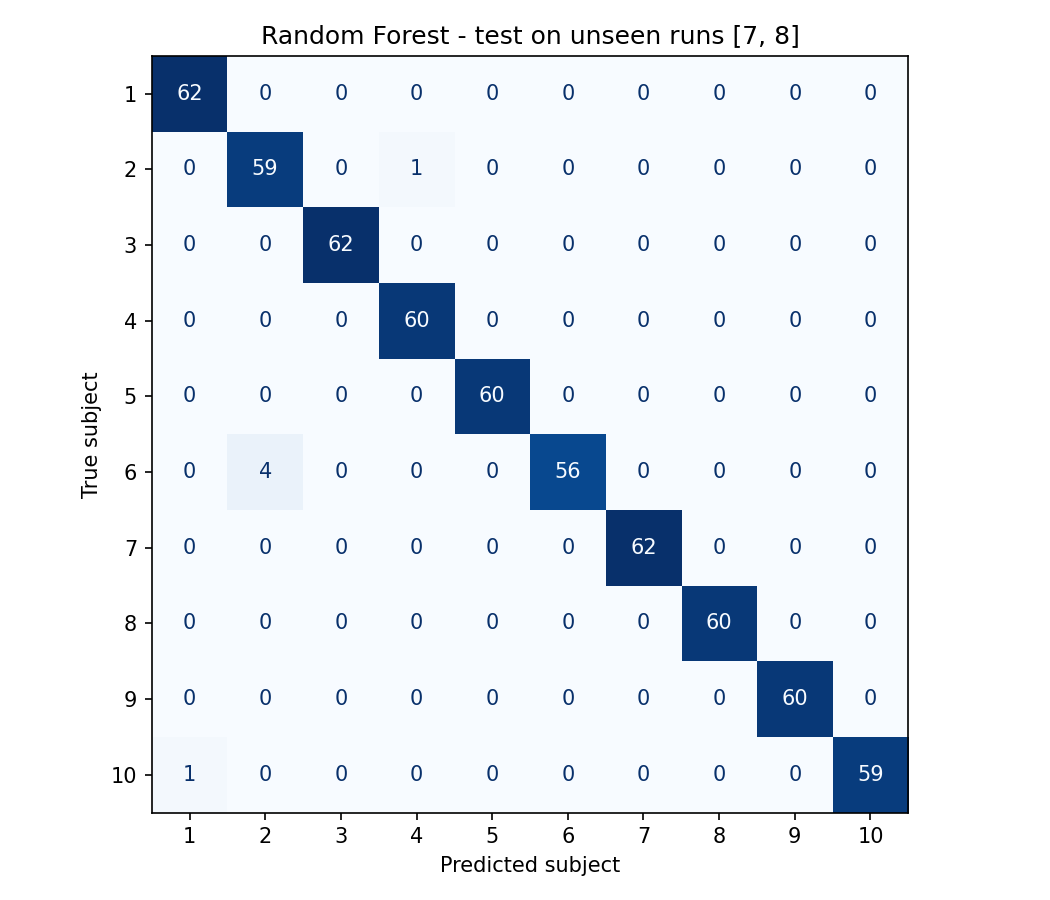 Random Forest - test on unseen runs [7, 8]
1 62 0 0 0 0 0 0 0 0 0
2 0 59 0 1 0 0 0 0 0 0
3 0 0 62 0 0 0 0 0 0 0
4 0 0 0 60 0 0 0 0 0 0
5 0 0 0 0 60 0 0 0 0 0
6 0 4 0 0 0 56 0 0 0 0
7 0 0 0 0 0 0 62 0 0 0
8 0 0 0 0 0 0 0 60 0 0
9 0 0 0 0 0 0 0 0 60 0
10 1 0 0 0 0 0 0 0 0 59
True subject
1 2 3 4 5 6 7 8 9 10
Predicted subject